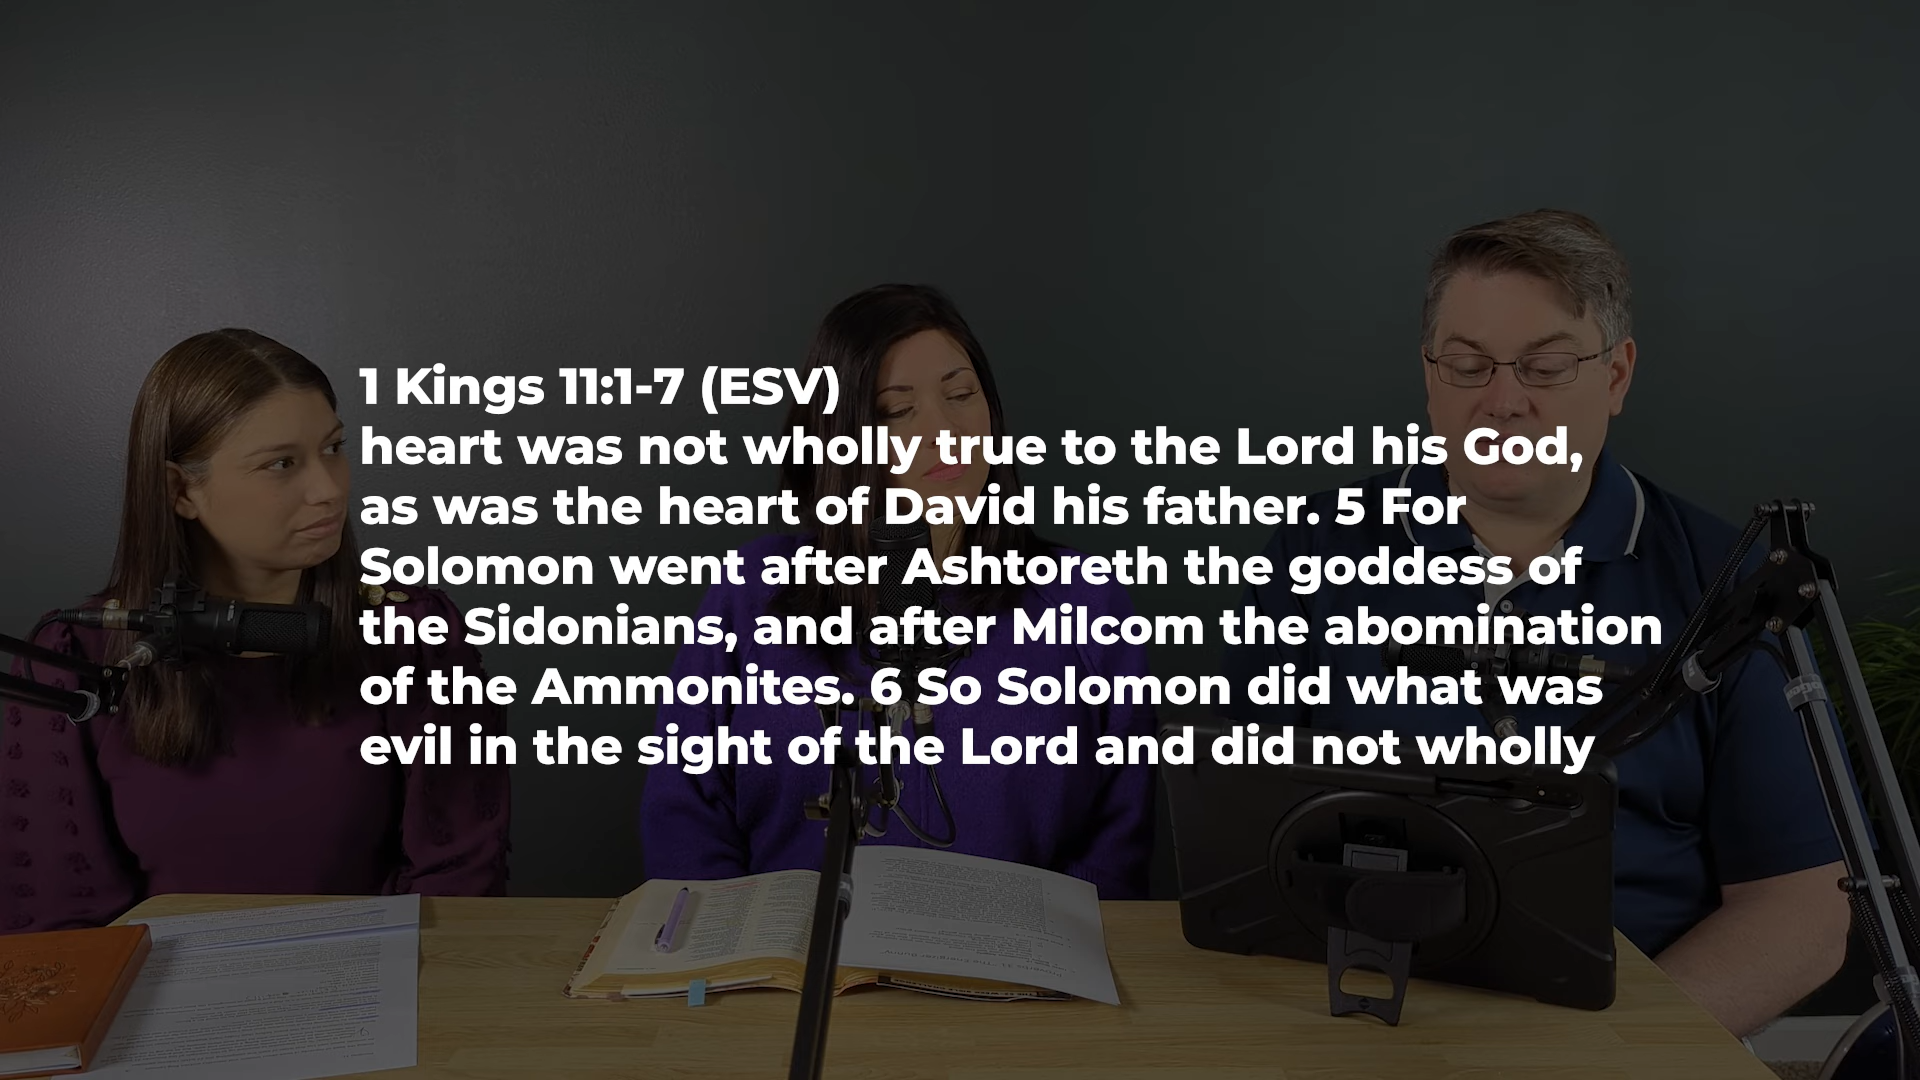 1 Kings 11:1-7 (ESV)
heart was not wholly true to the Lord his God,
as was the heart of David his father. 5 For
Solomon went after Ashtoreth the goddess of
the Sidonians, and after Milcom the abomination
of the Ammonites. 6 So Solomon did what was
evil in the sight of the Lord and did not wholly